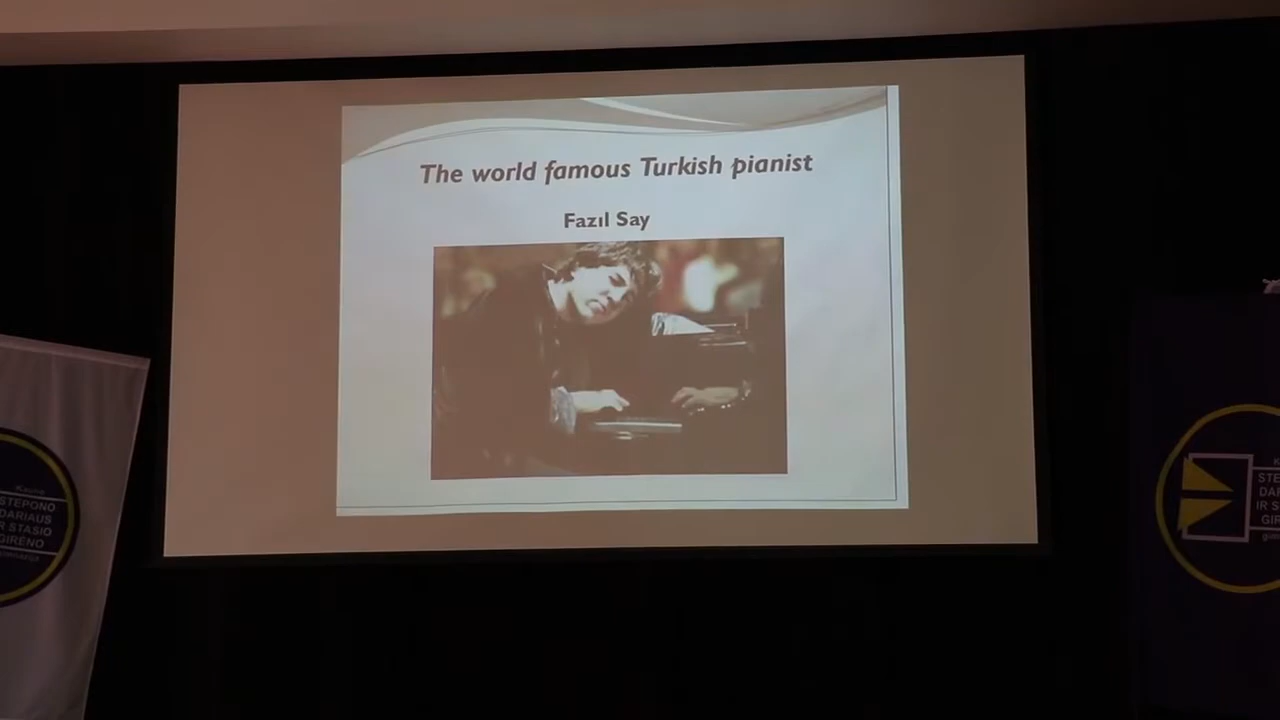 The world famous Turkish pianist
Fazıl Say
STEPONO
DARIAUS
IR STASIO
GIRĖNO